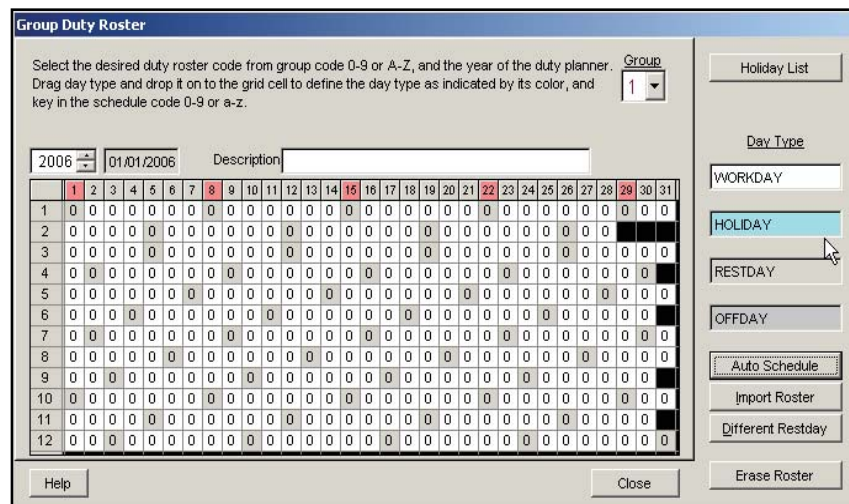 Group Duty Roster
Select the desired duty roster code from group code 0-9 or A-Z, and the year of the duty planner.
Drag day type and drop it on to the grid cell to define the day type as indicated by its color, and
key in the schedule code 0-9 or a-z.
Group
1
2006 01/01/2006 Description
1 2 3 4 5 6 7 8 9 10 11 12 13 14 15 16 17 18 19 20 21 22 23 24 25 26 27 28 29 30 31
1 0 0 0 0 0 0 0 0 0 0 0 0 0 0 0 0 0 0 0 0 0 0 0 0 0 0 0 0 0 0 0
2 0 0 0 0 0 0 0 0 0 0 0 0 0 0 0 0 0 0 0 0 0 0 0 0 0 0 0 0
3 0 0 0 0 0 0 0 0 0 0 0 0 0 0 0 0 0 0 0 0 0 0 0 0 0 0 0 0 0 0 0
4 0 0 0 0 0 0 0 0 0 0 0 0 0 0 0 0 0 0 0 0 0 0 0 0 0 0 0 0 0 0
5 0 0 0 0 0 0 0 0 0 0 0 0 0 0 0 0 0 0 0 0 0 0 0 0 0 0 0 0 0 0 0
6 0 0 0 0 0 0 0 0 0 0 0 0 0 0 0 0 0 0 0 0 0 0 0 0 0 0 0 0 0 0
7 0 0 0 0 0 0 0 0 0 0 0 0 0 0 0 0 0 0 0 0 0 0 0 0 0 0 0 0 0 0 0
8 0 0 0 0 0 0 0 0 0 0 0 0 0 0 0 0 0 0 0 0 0 0 0 0 0 0 0 0 0 0 0
9 0 0 0 0 0 0 0 0 0 0 0 0 0 0 0 0 0 0 0 0 0 0 0 0 0 0 0 0 0 0
10 0 0 0 0 0 0 0 0 0 0 0 0 0 0 0 0 0 0 0 0 0 0 0 0 0 0 0 0 0 0 0
11 0 0 0 0 0 0 0 0 0 0 0 0 0 0 0 0 0 0 0 0 0 0 0 0 0 0 0 0 0 0
12 0 0 0 0 0 0 0 0 0 0 0 0 0 0 0 0 0 0 0 0 0 0 0 0 0 0 0 0 0 0 0
Help
Close
Holiday List
Day Type
WORKDAY
HOLIDAY
RESTDAY
OFFDAY
Auto Schedule
Import Roster
Different Restday
Erase Roster